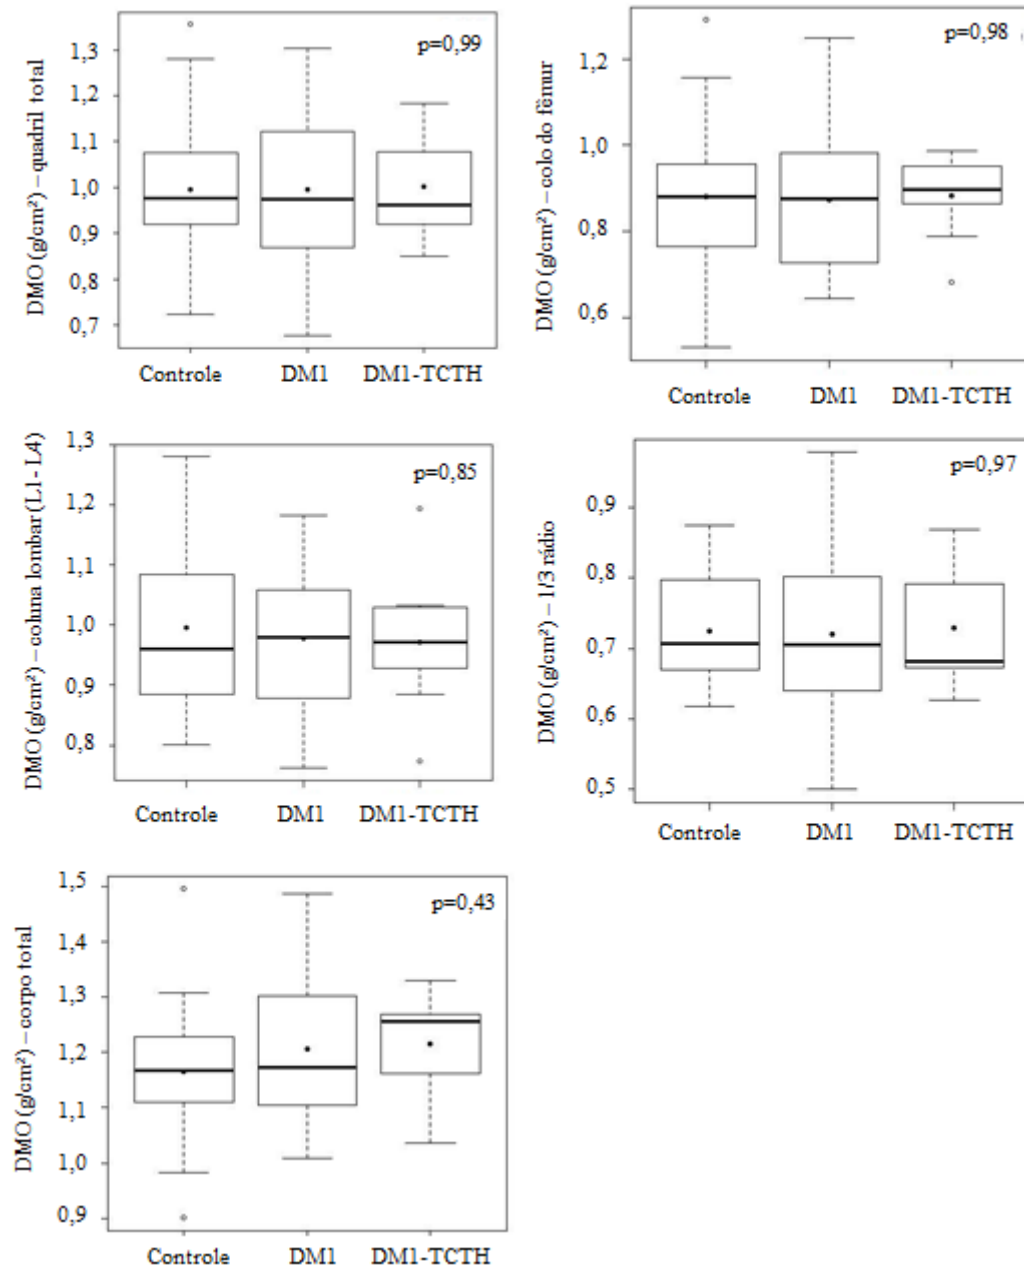 DMO (g/cm²) – quadril total
1,3
1,2
1,1
1,0
0,9
0,8
0,7
p=0,99
Controle DM1 DM1-TCTH
DMO (g/cm²) – colo do fêmur
1,2
1,0
0,8
0,6
p=0,98
Controle DM1 DM1-TCTH
DMO (g/cm²) – coluna lombar (L1- L4)
1,3
1,2
1,1
1,0
0,9
0,8
p=0,85
Controle DM1 DM1-TCTH
DMO (g/cm²) – 1/3 rádio
0,9
0,8
0,7
0,6
0,5
p=0,97
Controle DM1 DM1-TCTH
DMO (g/cm²) – corpo total
1,5
1,4
1,3
1,2
1,1
1,0
0,9
p=0,43
Controle DM1 DM1-TCTH